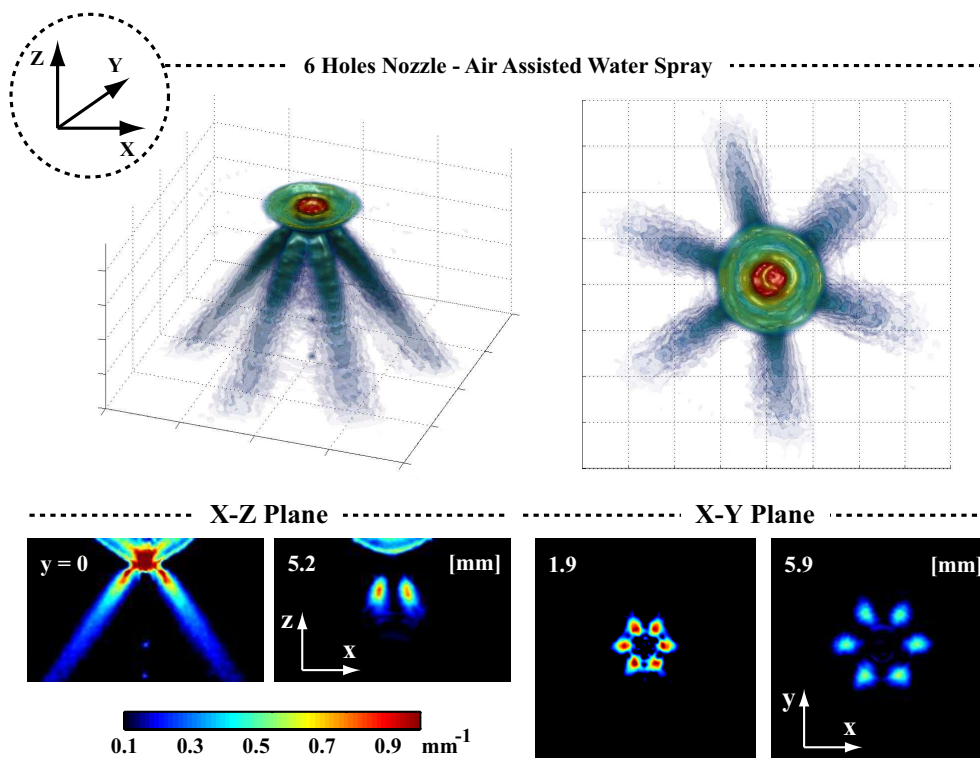 Z
Y
X
6 Holes Nozzle - Air Assisted Water Spray
X-Z Plane
X-Y Plane
y = 0
5.2 [mm]
z
x
1.9
5.9 [mm]
y
x
0.1 0.3 0.5 0.7 0.9 mm⁻¹